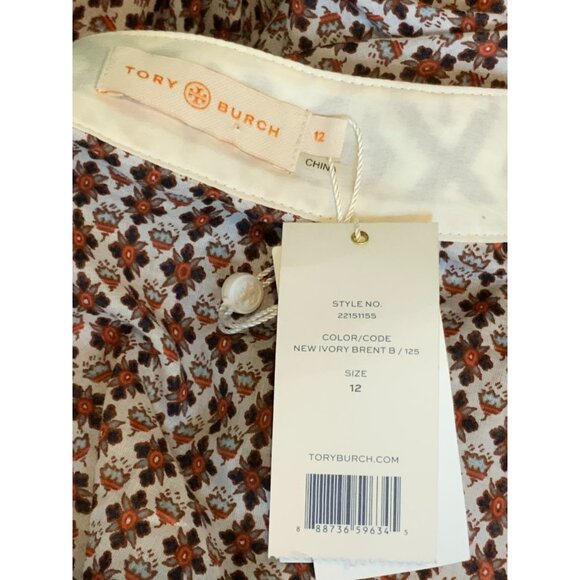 TORY BURCH
12
CHINA
STYLE NO.
22151155
COLOR/CODE
NEW IVORY BRENT B / 125
SIZE
12
TORYBURCH.COM
8 88736 59634 5